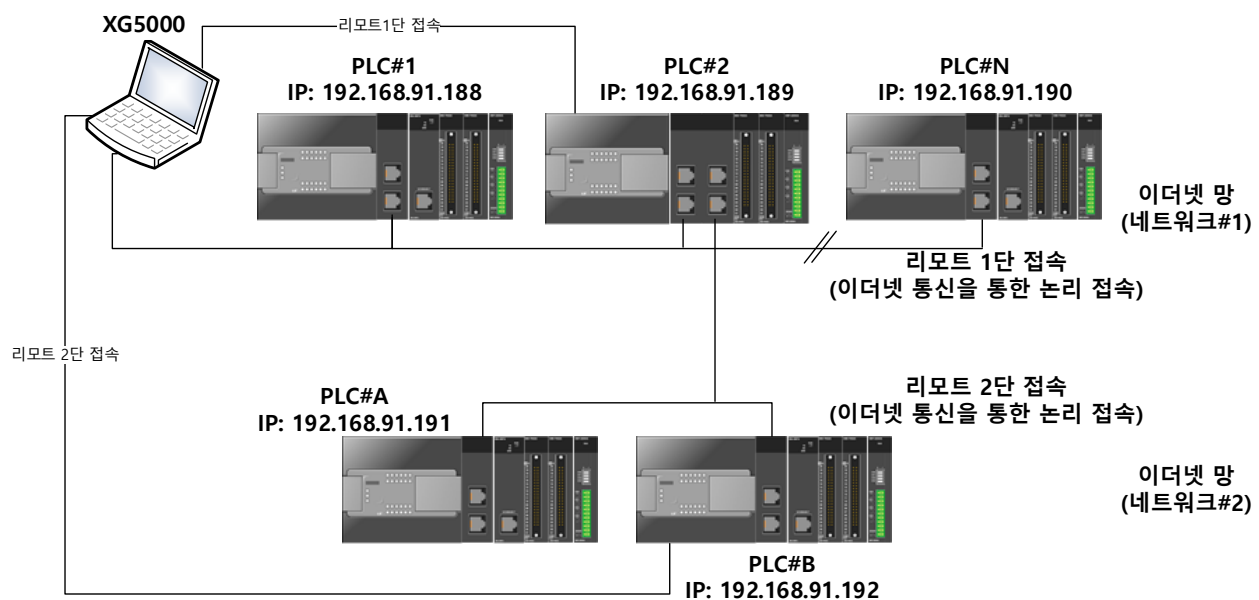 XG5000
리모트1단 접속
PLC#1
IP: 192.168.91.188
PLC#2
IP: 192.168.91.189
PLC#N
IP: 192.168.91.190
이더넷 망
(네트워크#1)
리모트 1단 접속
(이더넷 통신을 통한 논리 접속)
리모트 2단 접속
PLC#A
IP: 192.168.91.191
리모트 2단 접속
(이더넷 통신을 통한 논리 접속)
이더넷 망
(네트워크#2)
PLC#B
IP: 192.168.91.192